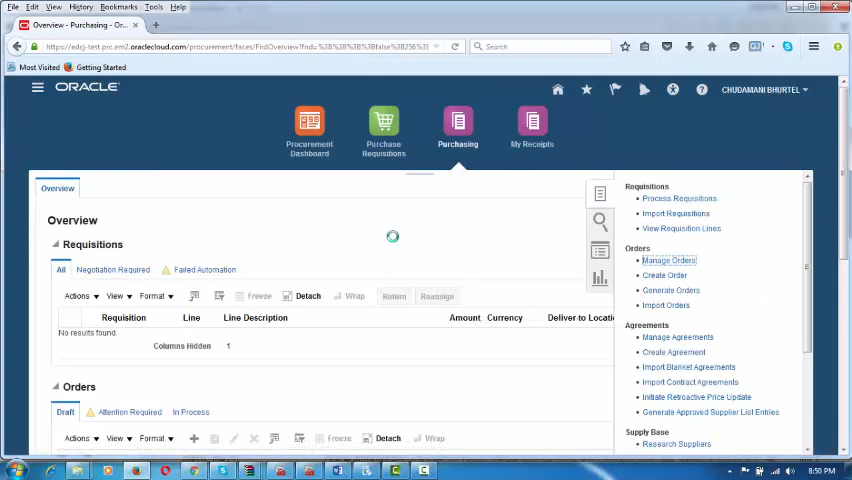 File Edit View History Bookmarks Tools Help
Overview - Purchasing - Or... × +
https://edcj-test.prc.em2.oraclecloud.com/procurement/faces/FndOverview?fnd=%3B%3B%3B%3Bfalse%3B256%3B... Search
Most Visited Getting Started
ORACLE CHUDAMANI BHURTEL
Procurement Dashboard
Purchase Requisitions
Purchasing
My Receipts
Overview
Overview
Requisitions
All Negotiation Required Failed Automation
Actions View Format Freeze Detach Wrap Return Reassign
Requisition Line Line Description Amount Currency Deliver-to Locati
No results found.
Columns Hidden 1
Orders
Draft Attention Required In Process
Actions View Format Freeze Detach Wrap
Requisitions
Process Requisitions
Import Requisitions
View Requisition Lines
Orders
Manage Orders
Create Order
Generate Orders
Import Orders
Agreements
Manage Agreements
Create Agreement
Import Blanket Agreements
Import Contract Agreements
Initiate Retroactive Price Update
Generate Approved Supplier List Entries
Supply Base
Research Suppliers
8:50 PM